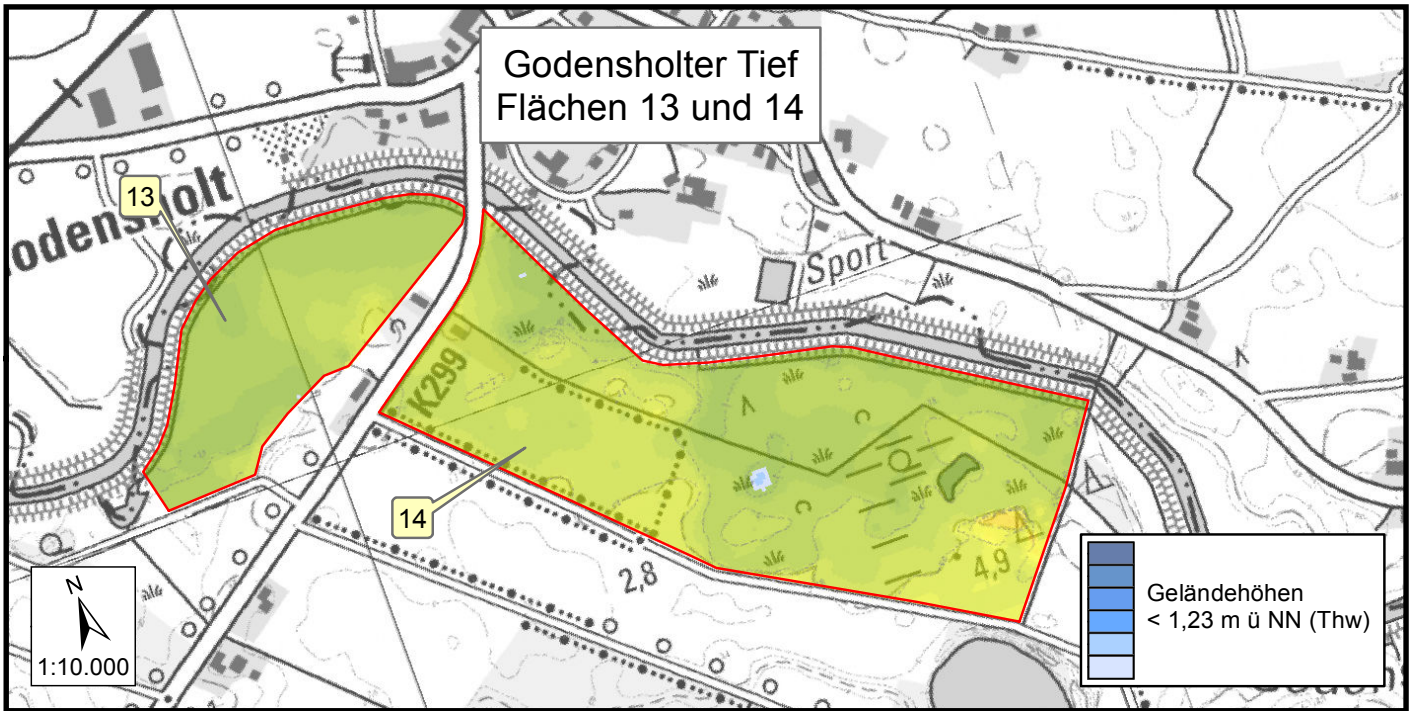 Godensholter Tief
Flächen 13 und 14
13
Sport
K299
14
2,8
4,9
N
1:10.000
Geländehöhen
< 1,23 m ü NN (Thw)